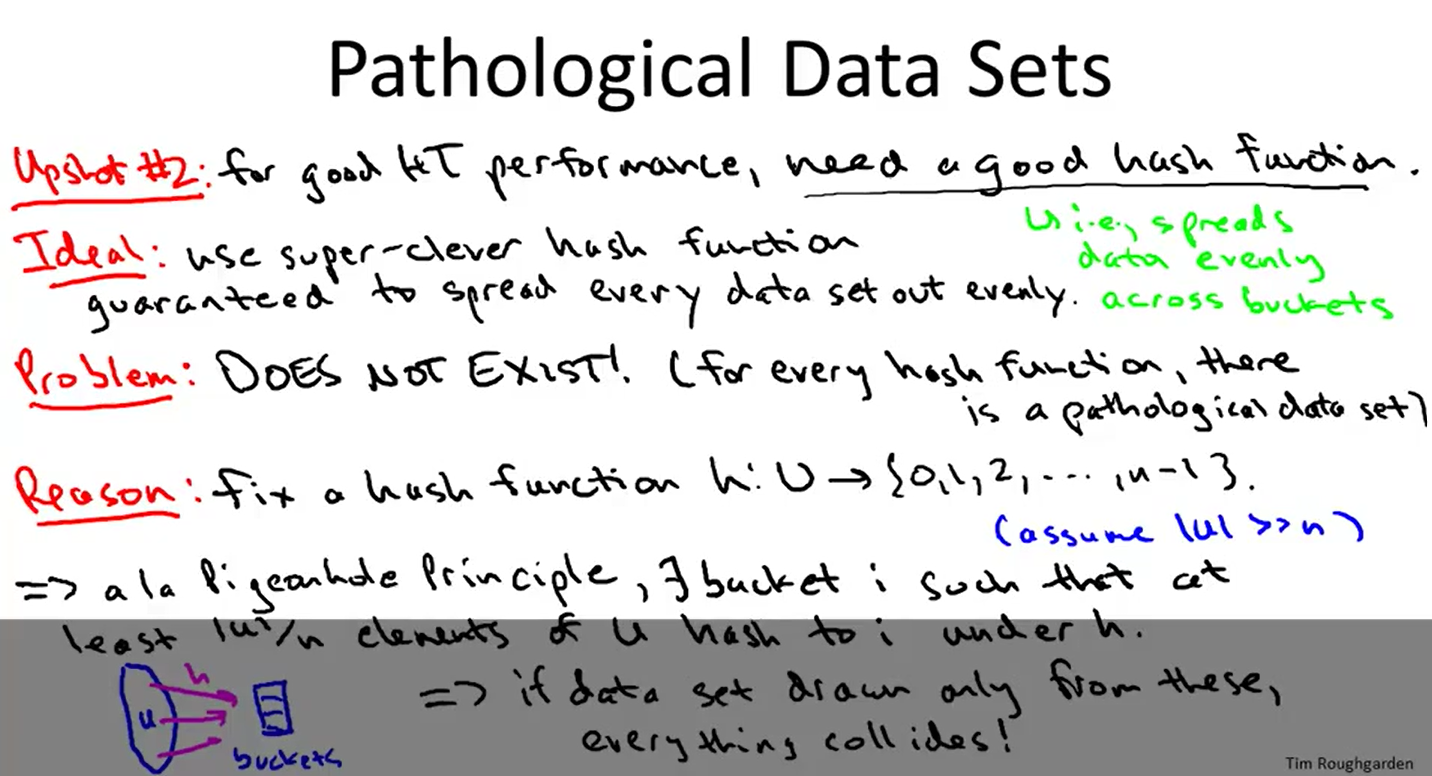 Pathological Data Sets
Upshot #2: for good HT performance, need a good hash function.
↳ i.e., spreads
data evenly
across buckets
Ideal: use super-clever hash function
guaranteed to spread every data set out evenly.
Problem: DOES NOT EXIST! (for every hash function, there
is a pathological data set)
Reason: fix a hash function h: U → {0,1,2,...,n-1}.
(assume |u| >> n)
=> a la Pigeonhole Principle, ∃ bucket i such that at
least |u|/n elements of U hash to i under h.
h
u
buckets
=> if data set drawn only from these,
everything collides!
Tim Roughgarden